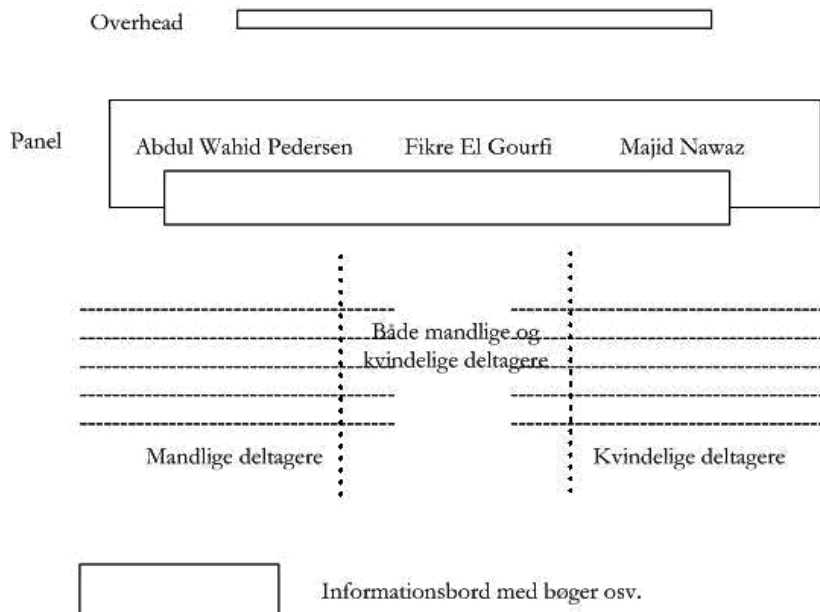 Overhead
Panel
Abdul Wahid Pedersen Fikre El Gourfi Majid Nawaz
Både mandlige og
kvindelige deltagere
Mandlige deltagere Kvindelige deltagere
Informationsbord med bøger osv.